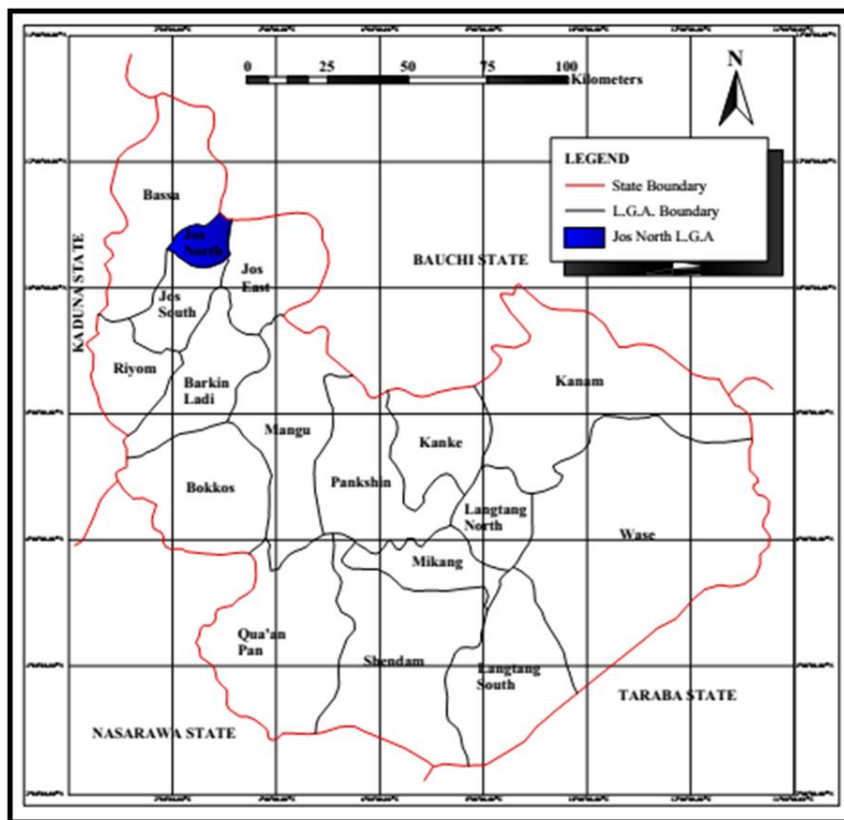 0 25 50 75 100
Kilometers
N
LEGEND
State Boundary
L.G.A. Boundary
Jos North L.G.A
Bassa
Jos
North
Jos
East
BAUCHI STATE
KADUNA STATE
Jos
South
Riyom
Barkin
Ladi
Kanam
Mangu
Kanke
Pankshin
Bokkos
Langtang
North
Wase
Mikang
Qua'an
Pan
Shendam
Langtang
South
TARABA STATE
NASARAWA STATE